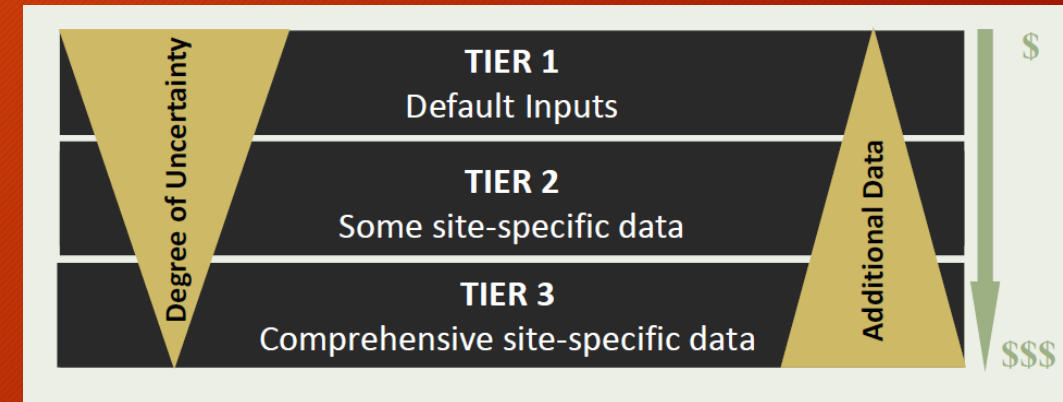 TIER 1
Default Inputs
TIER 2
Some site-specific data
TIER 3
Comprehensive site-specific data
Degree of Uncertainty
Additional Data
$
$$$